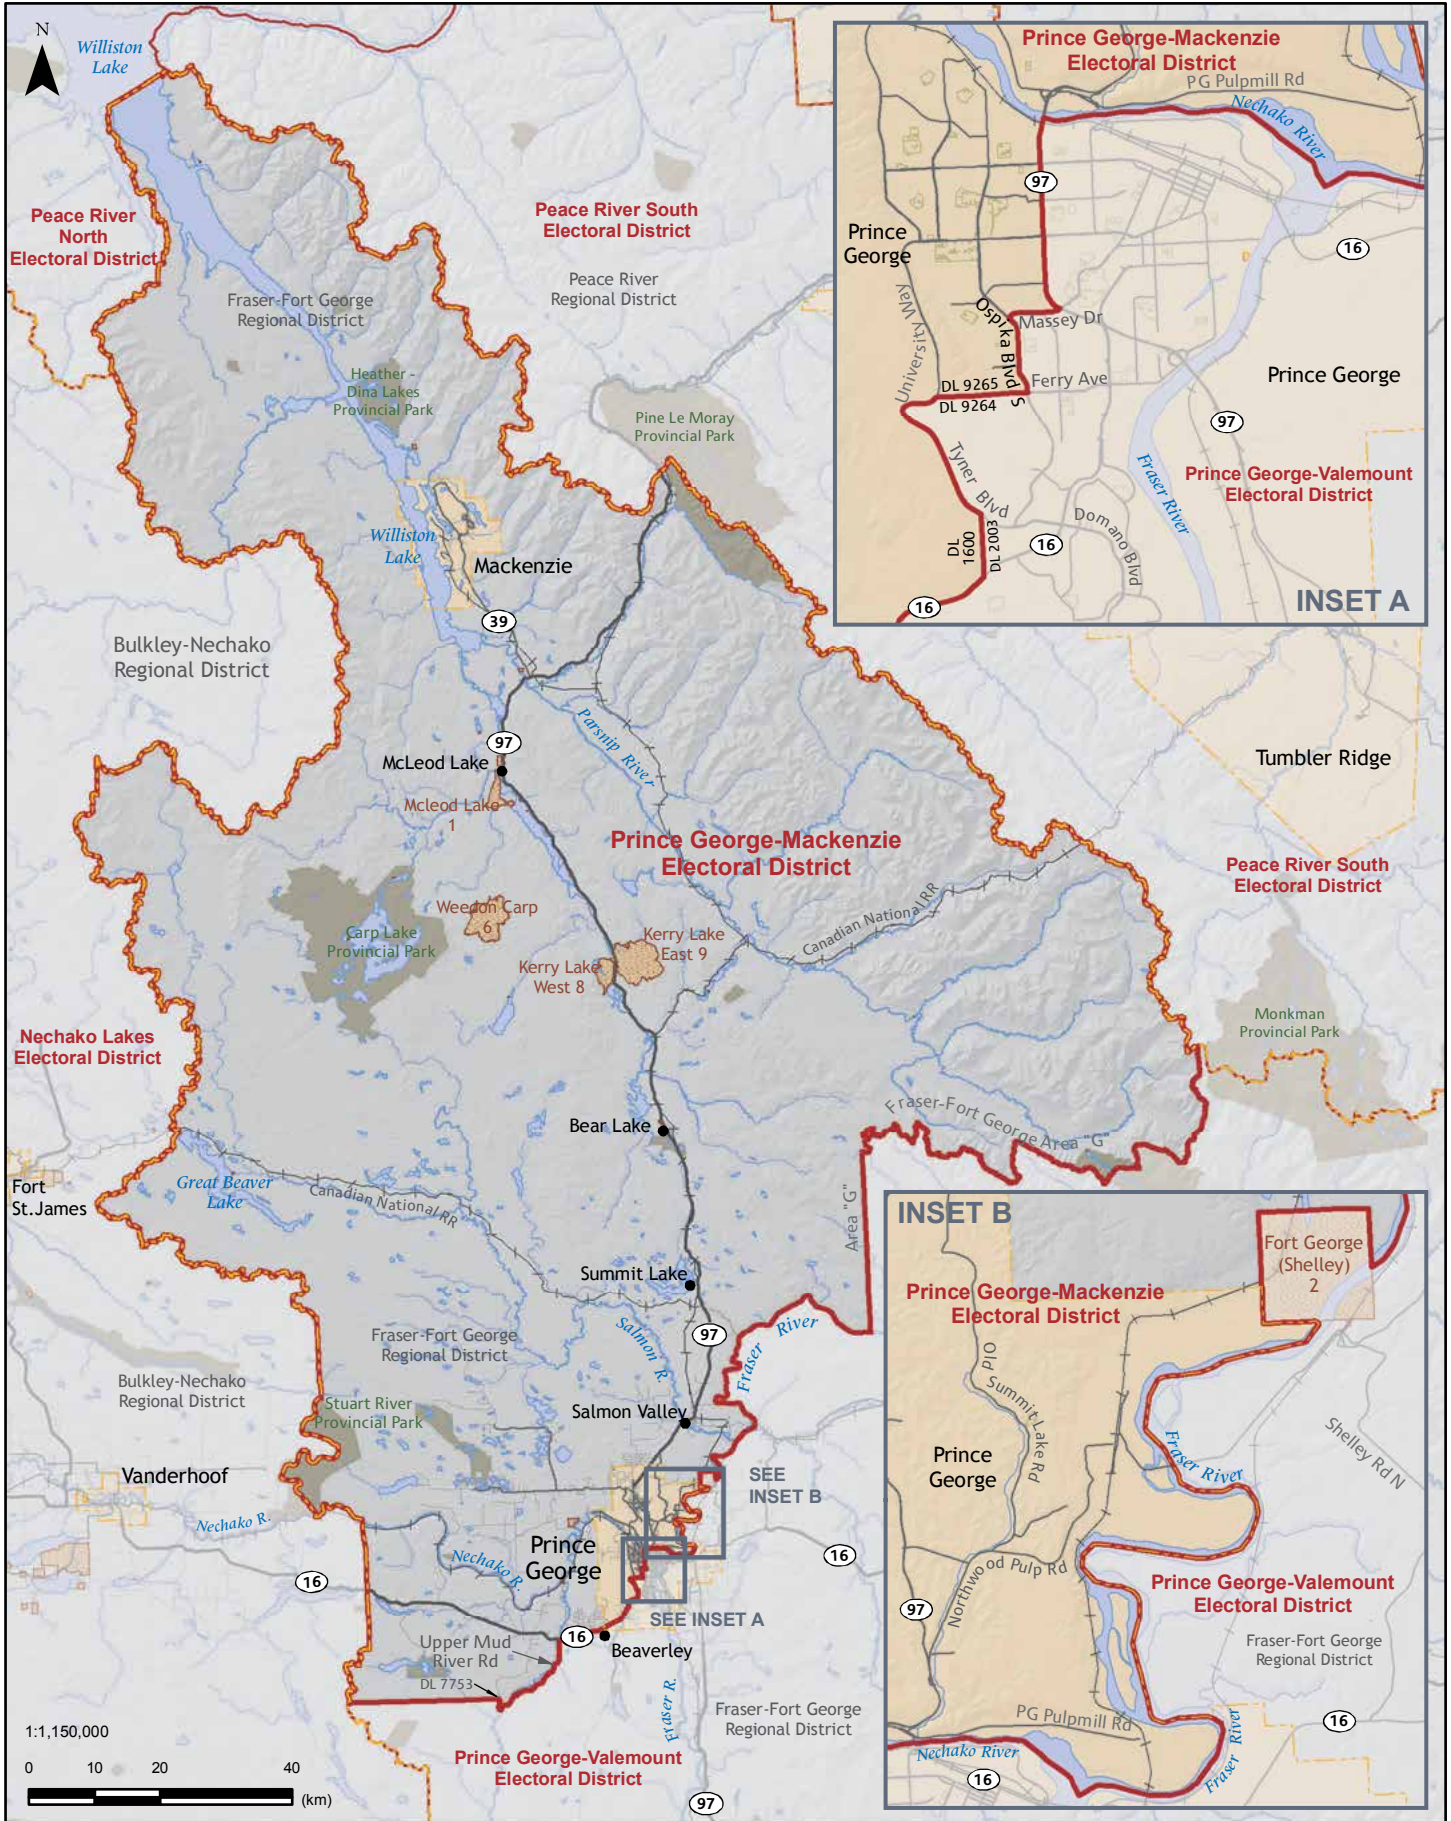 N
Williston
Lake
Peace River
North
Electoral District
Peace River South
Electoral District
Peace River
Regional District
Fraser-Fort George
Regional District
Heather -
Dina Lakes
Provincial Park
Pine Le Moray
Provincial Park
Williston
Lake
Mackenzie
39
Bulkley-Nechako
Regional District
97
McLeod Lake
Mcleod Lake
1
Parsnip River
Prince George-Mackenzie
Electoral District
Tumbler Ridge
Peace River South
Electoral District
Weedon Carp
6
Carp Lake
Provincial Park
Kerry Lake
East 9
Kerry Lake
West 8
Canadian National RR
Nechako Lakes
Electoral District
Monkman
Provincial Park
Bear Lake
Fraser-Fort George Area "G"
Area "G"
Fort
St.James
Great Beaver
Lake
Canadian National RR
Summit Lake
97
Fraser River
Salmon R.
Fraser-Fort George
Regional District
Bulkley-Nechako
Regional District
Stuart River
Provincial Park
Salmon Valley
Vanderhoof
SEE
INSET B
Nechako R.
Nechako R.
Prince
George
16
16
SEE INSET A
16
Beaverley
Upper Mud
River Rd
DL 7753
Fraser R.
Fraser-Fort George
Regional District
Prince George-Valemount
Electoral District
97
1:1,150,000
0 10 20 40
(km)
Prince George-Mackenzie
Electoral District
PG Pulpmill Rd
Nechako River
97
16
Prince
George
University Way
Ospika Blvd S
Massey Dr
Ferry Ave
DL 9265
DL 9264
Prince George
97
Tyner Blvd
Fraser River
Prince George-Valemount
Electoral District
DL
1600
DL 2003
16
Domano Blvd
16
INSET A
INSET B
Fort George
(Shelley)
2
Prince George-Mackenzie
Electoral District
Old Summit Lake Rd
Prince
George
Fraser River
Shelley Rd N
Northwood Pulp Rd
97
Prince George-Valemount
Electoral District
Fraser-Fort George
Regional District
PG Pulpmill Rd
16
Nechako River
16
Fraser River